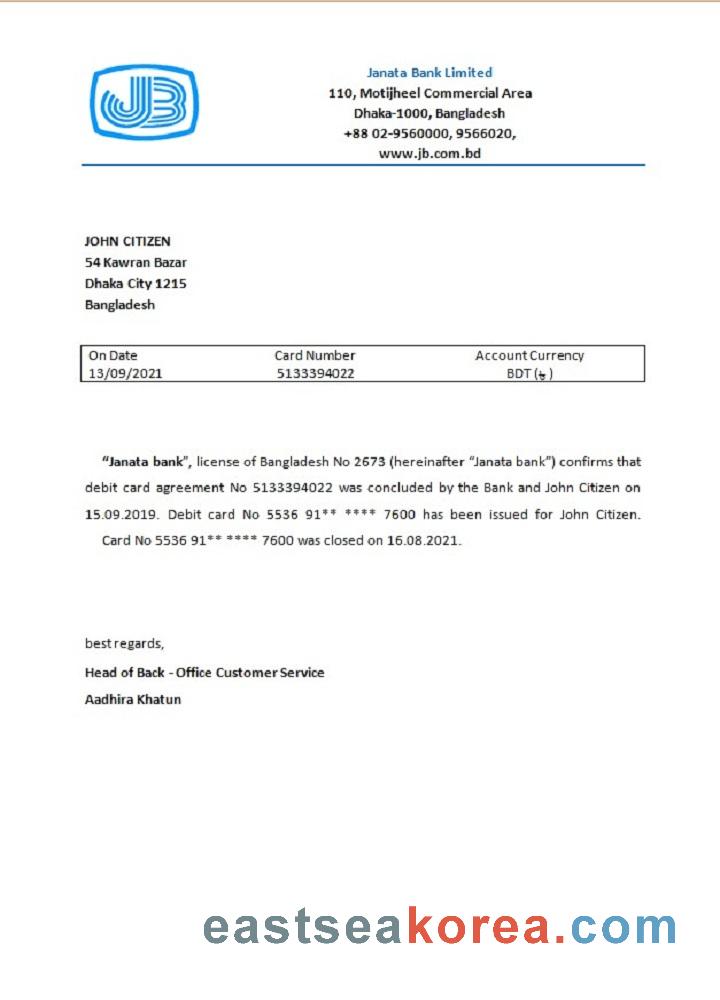 JB
Janata Bank Limited
110, Motijheel Commercial Area
Dhaka-1000, Bangladesh
+88 02-9560000, 9566020,
www.jb.com.bd
JOHN CITIZEN
54 Kawran Bazar
Dhaka City 1215
Bangladesh
On Date Card Number Account Currency
13/09/2021 5133394022 BDT (৳)
“Janata bank”, license of Bangladesh No 2673 (hereinafter “Janata bank”) confirms that
debit card agreement No 5133394022 was concluded by the Bank and John Citizen on
15.09.2019. Debit card No 5536 91** **** 7600 has been issued for John Citizen.
Card No 5536 91** **** 7600 was closed on 16.08.2021.
best regards,
Head of Back - Office Customer Service
Aadhira Khatun
eastseakorea.com